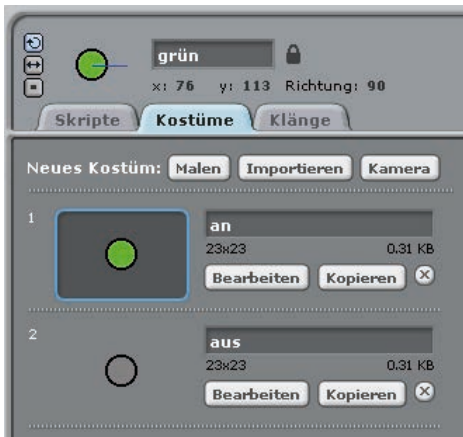 grün
x: 76 y: 113 Richtung: 90
Skripte Kostüme Klänge
Neues Kostüm: Malen Importieren Kamera
1 an
23x23 0.31 KB
Bearbeiten Kopieren
2 aus
23x23 0.31 KB
Bearbeiten Kopieren